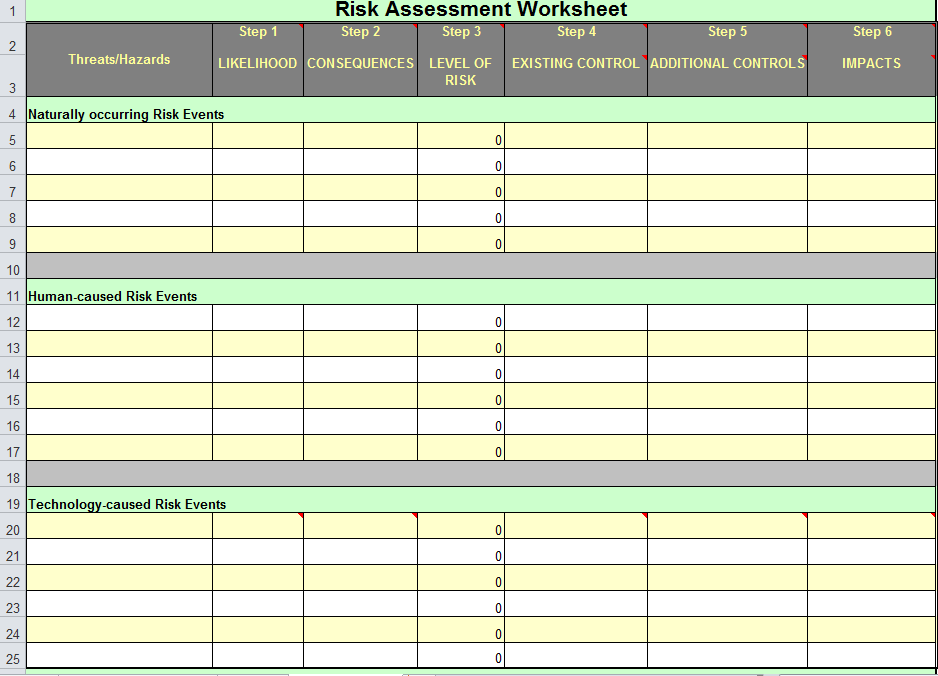 1 Risk Assessment Worksheet
Step 1 Step 2 Step 3 Step 4 Step 5 Step 6
2
Threats/Hazards
LIKELIHOOD CONSEQUENCES LEVEL OF EXISTING CONTROL ADDITIONAL CONTROLS IMPACTS
RISK
3
4 Naturally occurring Risk Events
5 0
6 0
7 0
8 0
9 0
10
11 Human-caused Risk Events
12 0
13 0
14 0
15 0
16 0
17 0
18
19 Technology-caused Risk Events
20 0
21 0
22 0
23 0
24 0
25 0